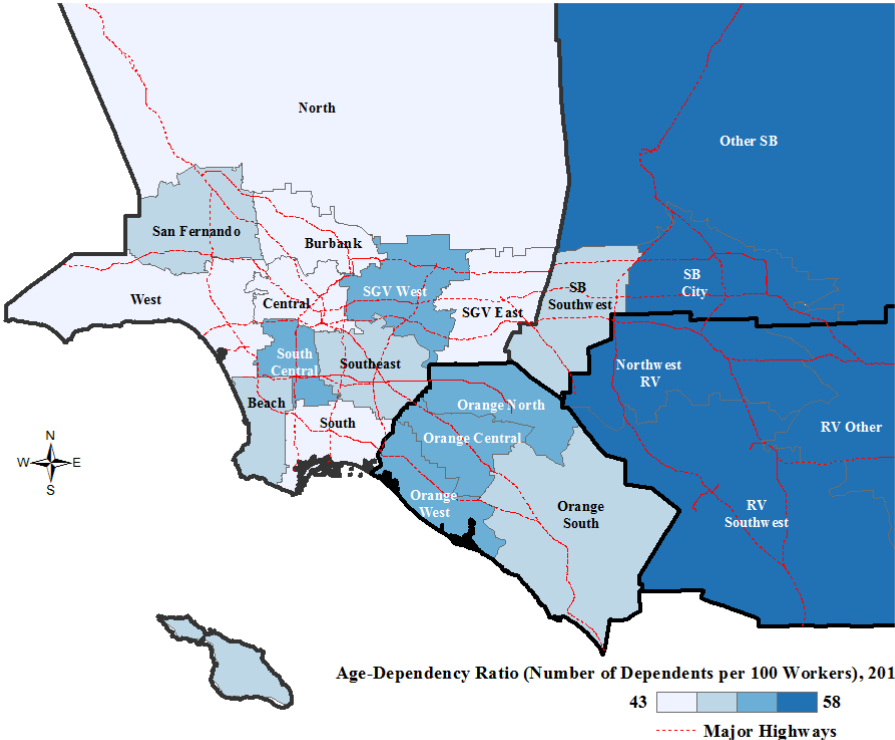 North
Other SB
San Fernando
Burbank
West
Central
SGV West
SGV East
SB
Southwest
SB
City
South
Central
Southeast
Northwest
RV
Beach
South
Orange North
Orange Central
RV Other
Orange
West
Orange
South
RV
Southwest
N
W
E
S
Age-Dependency Ratio (Number of Dependents per 100 Workers), 201
43
58
Major Highways